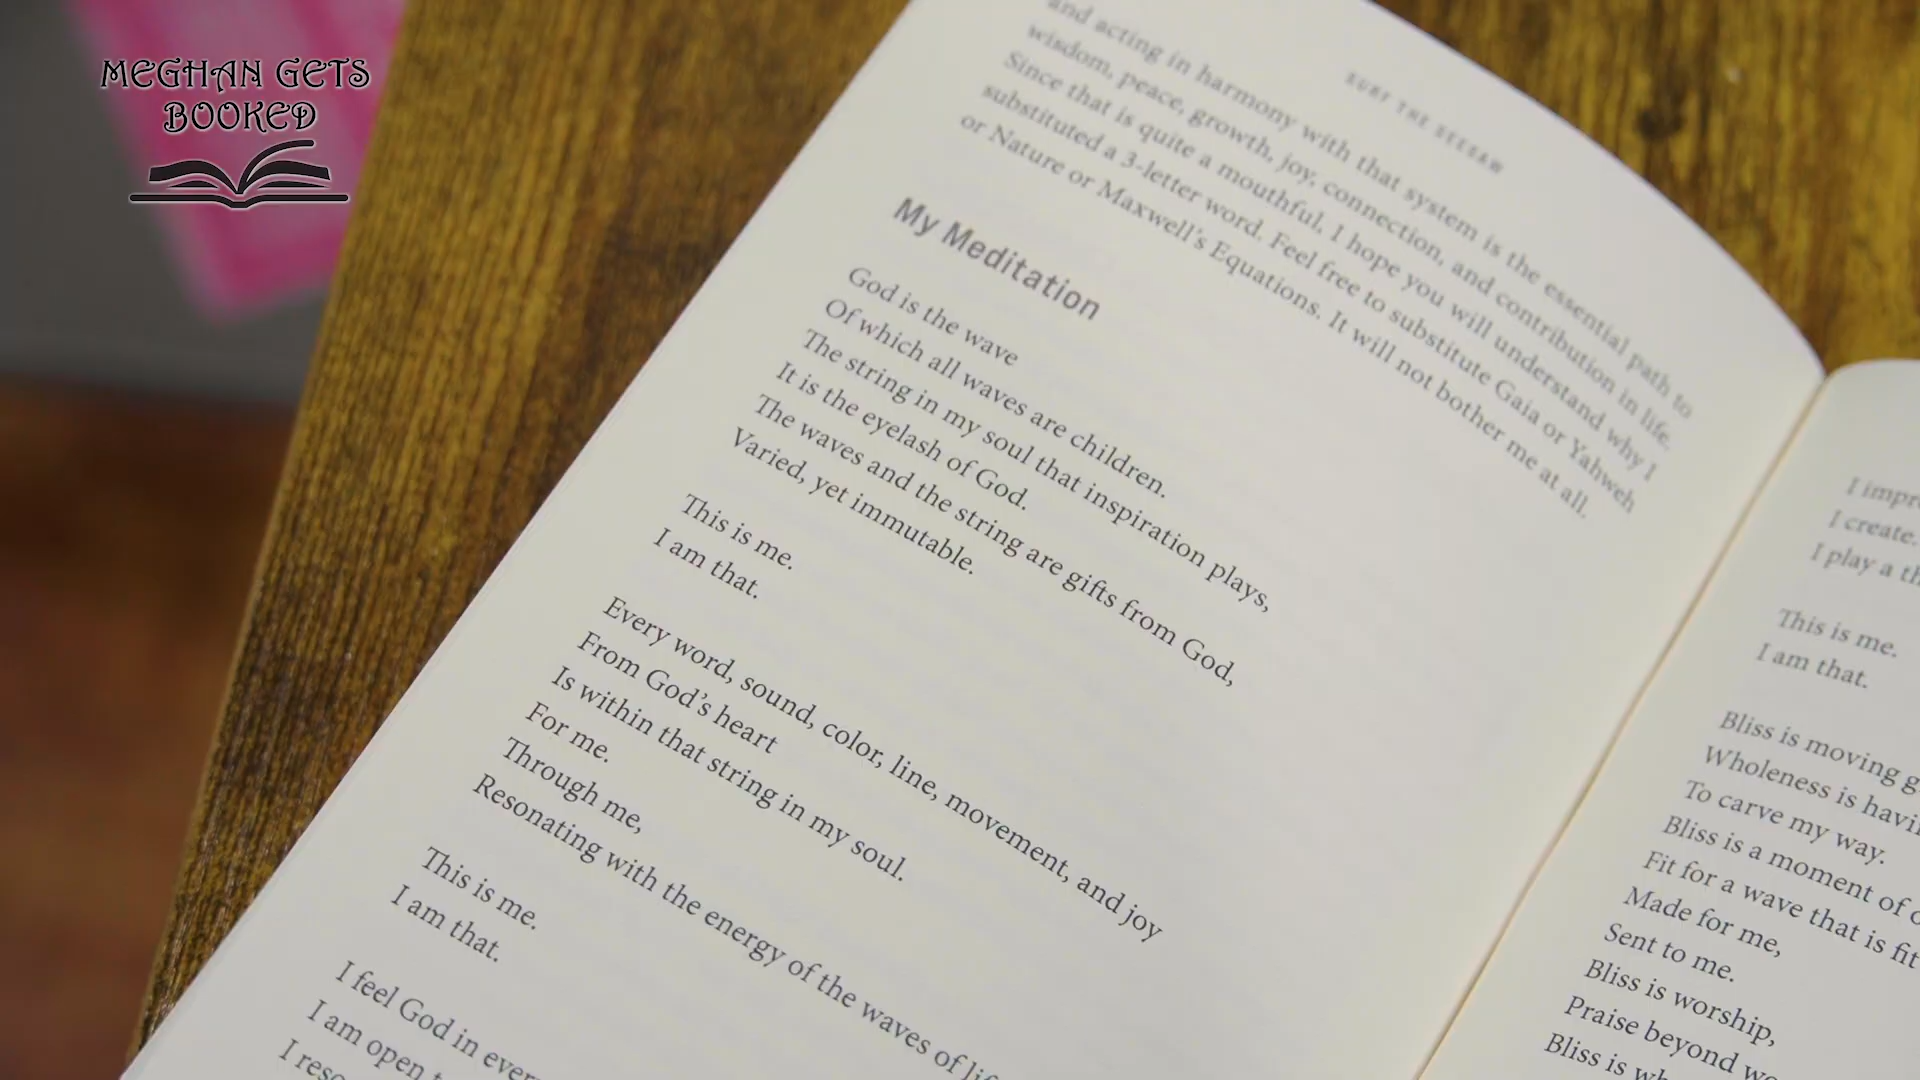 MEGHAN GETS
BOOKED
SURF THE SEESAW
and acting in harmony with that system is the essential path to
wisdom, peace, growth, joy, connection, and contribution in life.
Since that is quite a mouthful, I hope you will understand why I
substituted a 3-letter word. Feel free to substitute Gaia or Yahweh
or Nature or Maxwell's Equations. It will not bother me at all.
My Meditation
God is the wave
Of which all waves are children.
The string in my soul that inspiration plays,
It is the eyelash of God.
The waves and the string are gifts from God,
Varied, yet immutable.
This is me.
I am that.
Every word, sound, color, line, movement, and joy
From God's heart
Is within that string in my soul.
For me.
Through me,
Resonating with the energy of the waves of
This is me.
I am that.
I feel God in
I am open
I
I
I create.
I play a
This is me.
I am that.
Bliss is moving
Wholeness is
To carve my way.
Bliss is a moment of
Fit for a wave that is fit
Made for me,
Sent to me.
Bliss is worship,
Praise beyond
Bliss is